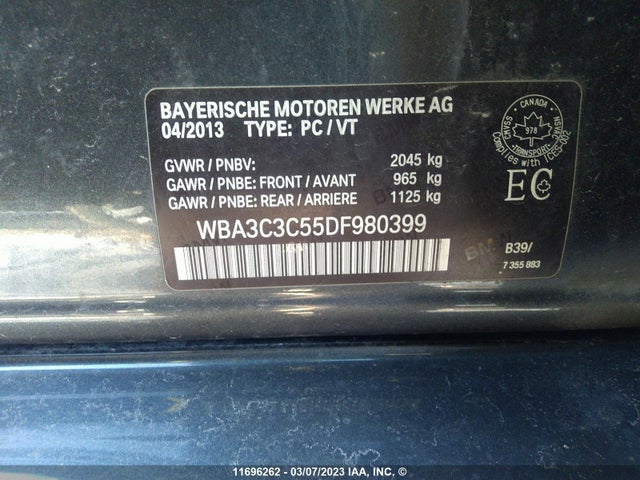 BAYERISCHE MOTOREN WERKE AG
04/2013 TYPE: PC / VT
GVWR / PNBV: 2045 kg
GAWR / PNBE: FRONT / AVANT 965 kg
GAWR / PNBE: REAR / ARRIERE 1125 kg
WBA3C3C55DF980399
CANADA
978
TRANSPORT
Complies with ICES-002
EC
B39/
7 355 883
11696262 - 03/07/2023 IAA, Inc.(C)